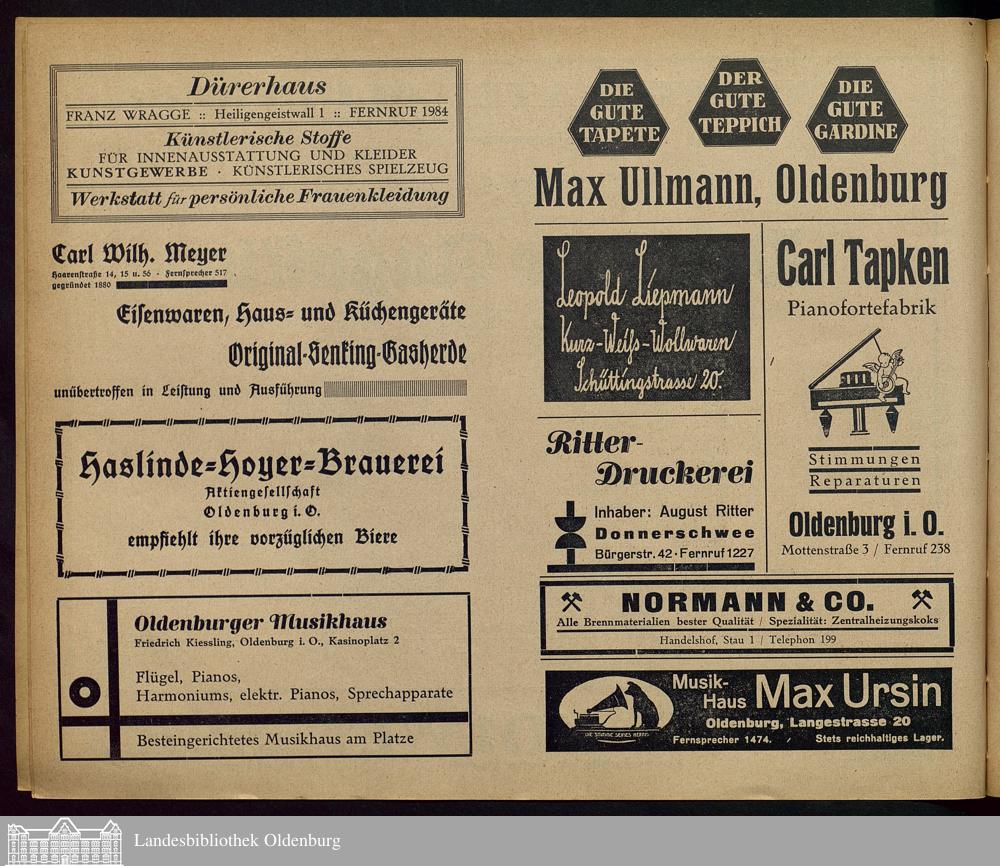 Dürerhaus
FRANZ WRAGGE :: Heiligengeistwall 1 :: FERNRUF 1984
Künstlerische Stoffe
FÜR INNENAUSSTATTUNG UND KLEIDER
KUNSTGEWERBE · KÜNSTLERISCHES SPIELZEUG
Werkstatt für persönliche Frauenkleidung
Carl Wilh. Meyer
Haarenstraße 14, 15 u. 56 - Fernsprecher 517
gegründet 1880
Eisenwaren, Haus- und Küchengeräte
Original-Senking-Gasherde
unübertroffen in Leistung und Ausführung
Haslinde-Hoyer-Brauerei
Aktiengesellschaft
Oldenburg i. O.
empfiehlt ihre vorzüglichen Biere
Oldenburger Musikhaus
Friedrich Kiessling, Oldenburg i. O., Kasinoplatz 2
Flügel, Pianos,
Harmoniums, elektr. Pianos, Sprechapparate
Besteingerichtetes Musikhaus am Platze
DIE
GUTE
TAPETE
DER
GUTE
TEPPICH
DIE
GUTE
GARDINE
Max Ullmann, Oldenburg
Leopold Liepmann
Kurz-Weiß-Wollwaren
Schüttingstrasse 20.
Ritter-
Druckerei
Inhaber: August Ritter
Donnerschwee
Bürgerstr. 42 · Fernruf 1227
Carl Tapken
Pianofortefabrik
Stimmungen
Reparaturen
Oldenburg i. O.
Mottenstraße 3 / Fernruf 238
NORMANN & CO.
Alle Brennmaterialien bester Qualität / Spezialität: Zentralheizungskoks
Handelshof, Stau 1 / Telephon 199
DIE STIMME SEINES HERRN
Musik-
Haus Max Ursin
Oldenburg, Langestrasse 20
Fernsprecher 1474. / Stets reichhaltiges Lager.
Landesbibliothek Oldenburg